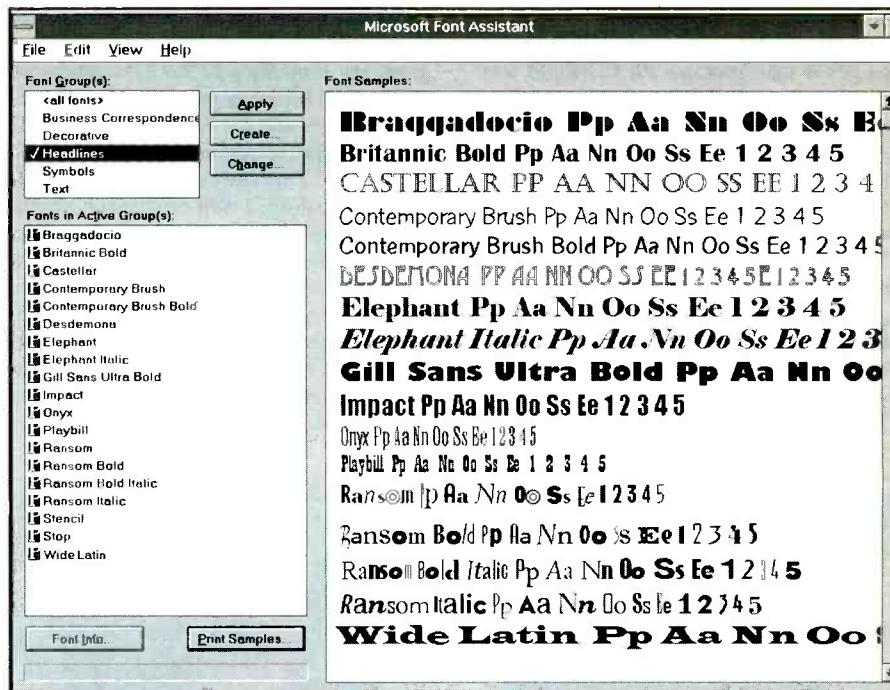 Microsoft Font Assistant
File Edit View Help
Font Group(s):
<all fonts>
Business Correspondence
Decorative
✓ Headlines
Symbols
Text
Apply
Create...
Change...
Fonts in Active Group(s):
Braggadocio
Britannic Bold
Castellar
Contemporary Brush
Contemporary Brush Bold
Desdemona
Elephant
Elephant Italic
Gill Sans Ultra Bold
Impact
Onyx
Playbill
Ransom
Ransom Bold
Ransom Bold Italic
Ransom Italic
Stencil
Stop
Wide Latin
Font Info...
Print Samples...
Font Samples:
Braggadocio Pp Aa Nn Oo Ss E
Britannic Bold Pp Aa Nn Oo Ss Ee 1 2 3 4 5
CASTELLAR PP AA NN OO SS EE 1 2 3 4
Contemporary Brush Pp Aa Nn Oo Ss Ee 1 2 3 4 5
Contemporary Brush Bold Pp Aa Nn Oo Ss Ee 1 2 3 4 5
DESDEMONA PP AA NN OO SS EE 1 2 3 4 5 E 1 2 3 4 5
Elephant Pp Aa Nn Oo Ss Ee 1 2 3 4 5
Elephant Italic Pp Aa Nn Oo Ss Ee 1 2 3
Gill Sans Ultra Bold Pp Aa Nn Oo
Impact Pp Aa Nn Oo Ss Ee 1 2 3 4 5
Onyx Pp Aa Nn Oo Ss Ee 1 2 3 4 5
Playbill Pp Aa Nn Oo Ss Ee 1 2 3 4 5
Ransom Pp Aa Nn Oo Ss Ee 1 2 3 4 5
Ransom Bold Pp Aa Nn Oo Ss Ee 1 2 3 4 5
Ransom Bold Italic Pp Aa Nn Oo Ss Ee 1 2 3 4 5
Ransom Italic Pp Aa Nn Oo Ss Ee 1 2 3 4 5
Wide Latin Pp Aa Nn Oo